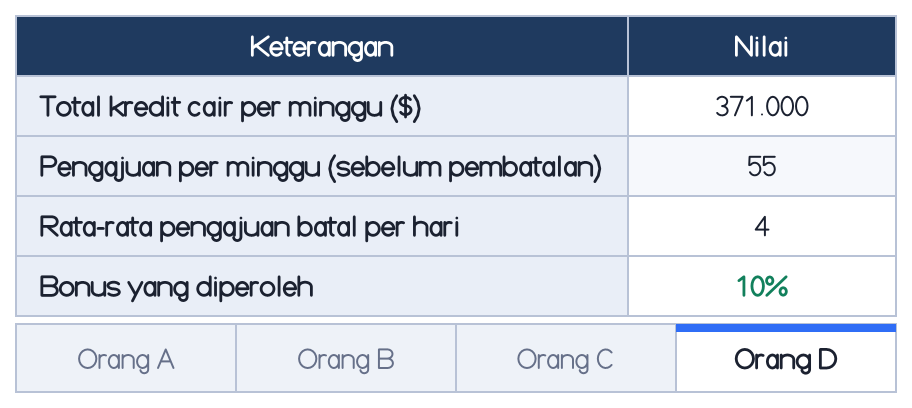 Keterangan Nilai
Total kredit cair per minggu ($) 371.000
Pengajuan per minggu (sebelum pembatalan) 55
Rata-rata pengajuan batal per hari 4
Bonus yang diperoleh 10%
Orang A Orang B Orang C Orang D